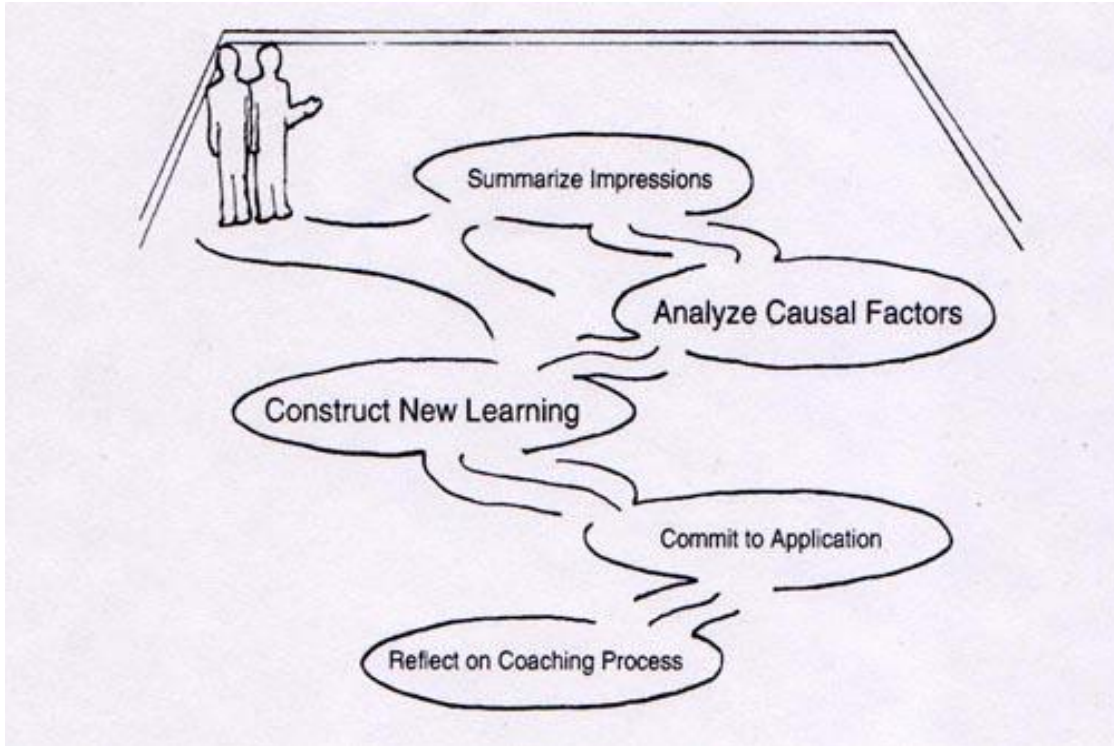 Summarize Impressions
Analyze Causal Factors
Construct New Learning
Commit to Application
Reflect on Coaching Process